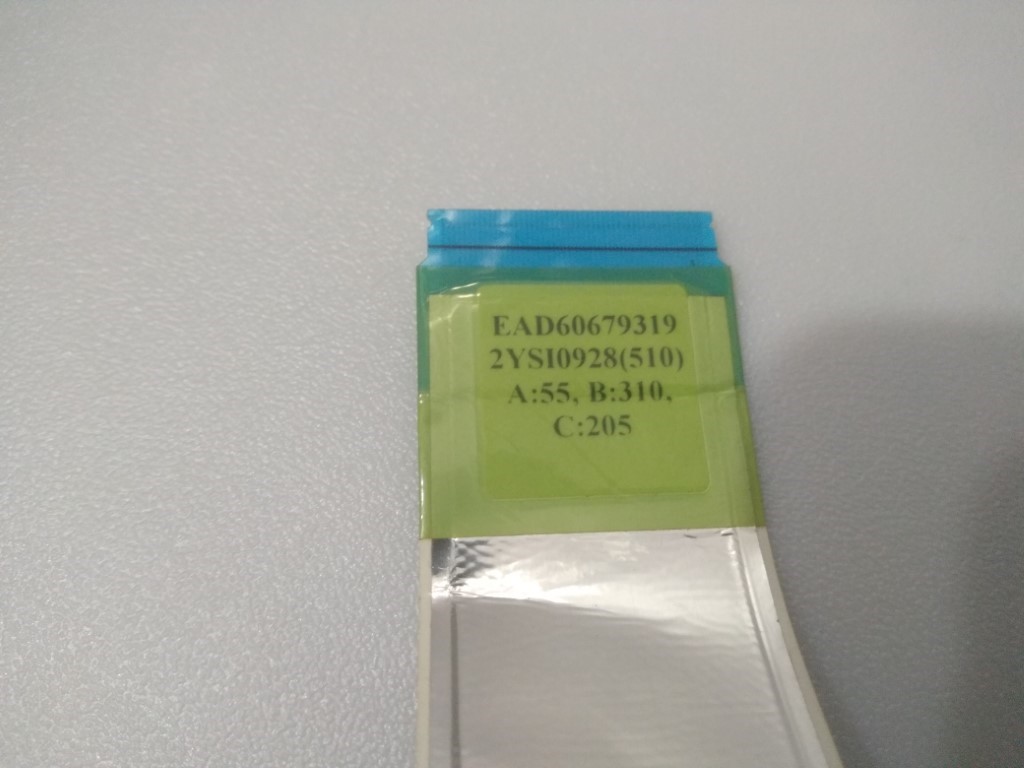 EAD60679319
2YSI0928(510)
A:55, B:310,
C:205